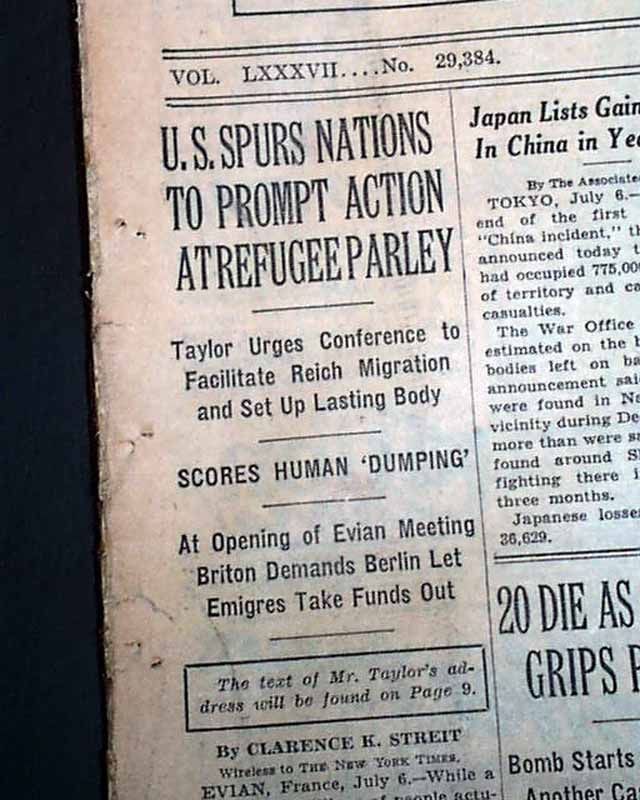 VOL. LXXXVII....No. 29,384.
U. S. SPURS NATIONS
TO PROMPT ACTION
AT REFUGEE PARLEY
Taylor Urges Conference to
Facilitate Reich Migration
and Set Up Lasting Body
SCORES HUMAN 'DUMPING'
At Opening of Evian Meeting
Briton Demands Berlin Let
Emigres Take Funds Out
The text of Mr. Taylor's ad-
dress will be found on Page 9.
By CLARENCE K. STREIT
Wireless to THE NEW YORK TIMES.
EVIAN, France, July 6.—While a
people actu-
Japan Lists Gain
In China in Ye
By The Associate
TOKYO, July 6.—
end of the first
"China incident," th
announced today t
had occupied 775,00
of territory and ca
casualties.
The War Office
estimated on the b
bodies left on ba
announcement sai
were found in Na
vicinity during De
more than were sa
found around S
fighting there i
three months.
Japanese losse
36,629.
20 DIE AS
GRIPS
Bomb Starts
Another Ca